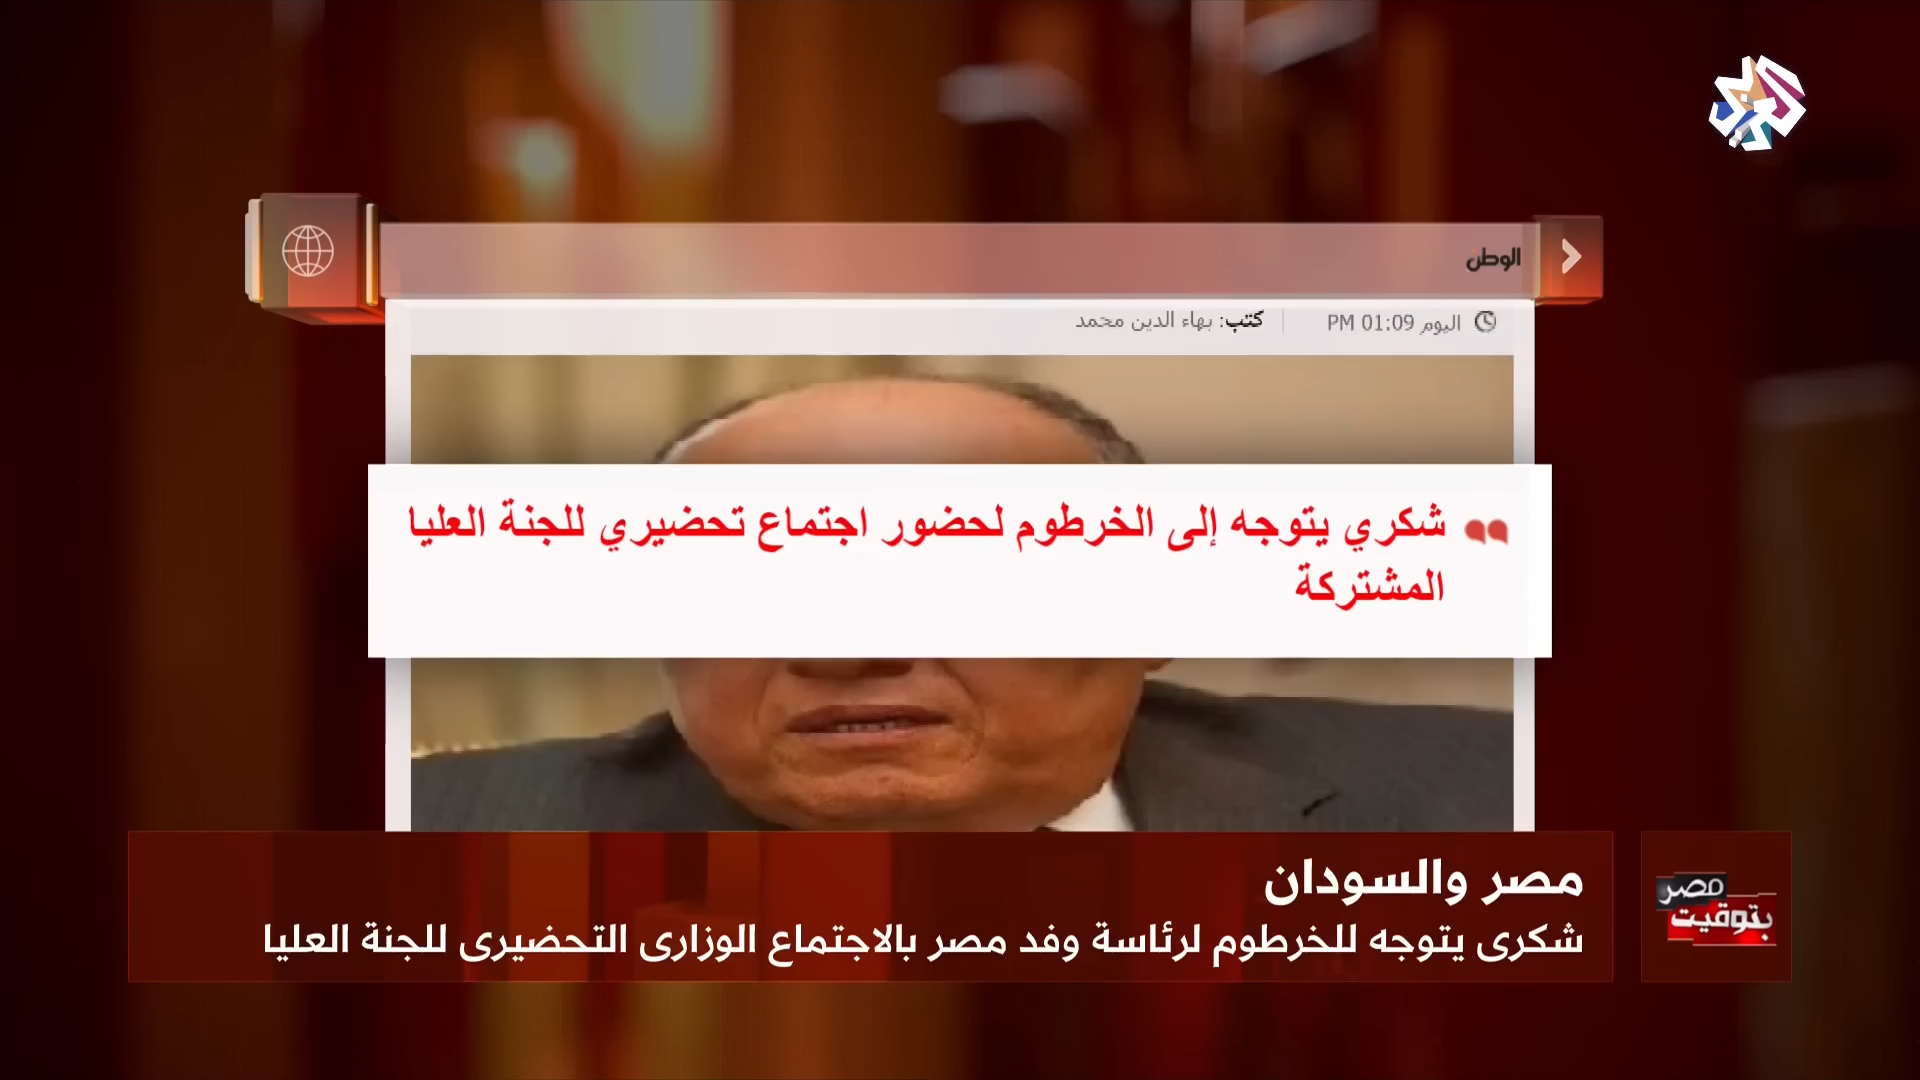 الوطن
اليوم 01:09 PM
كتب: بهاء الدين محمد
شكري يتوجه إلى الخرطوم لحضور اجتماع تحضيري للجنة العليا
المشتركة
مصر والسودان
شكرى يتوجه للخرطوم لرئاسة وفد مصر بالاجتماع الوزارى التحضيرى للجنة العليا
مصر
بتوقيت